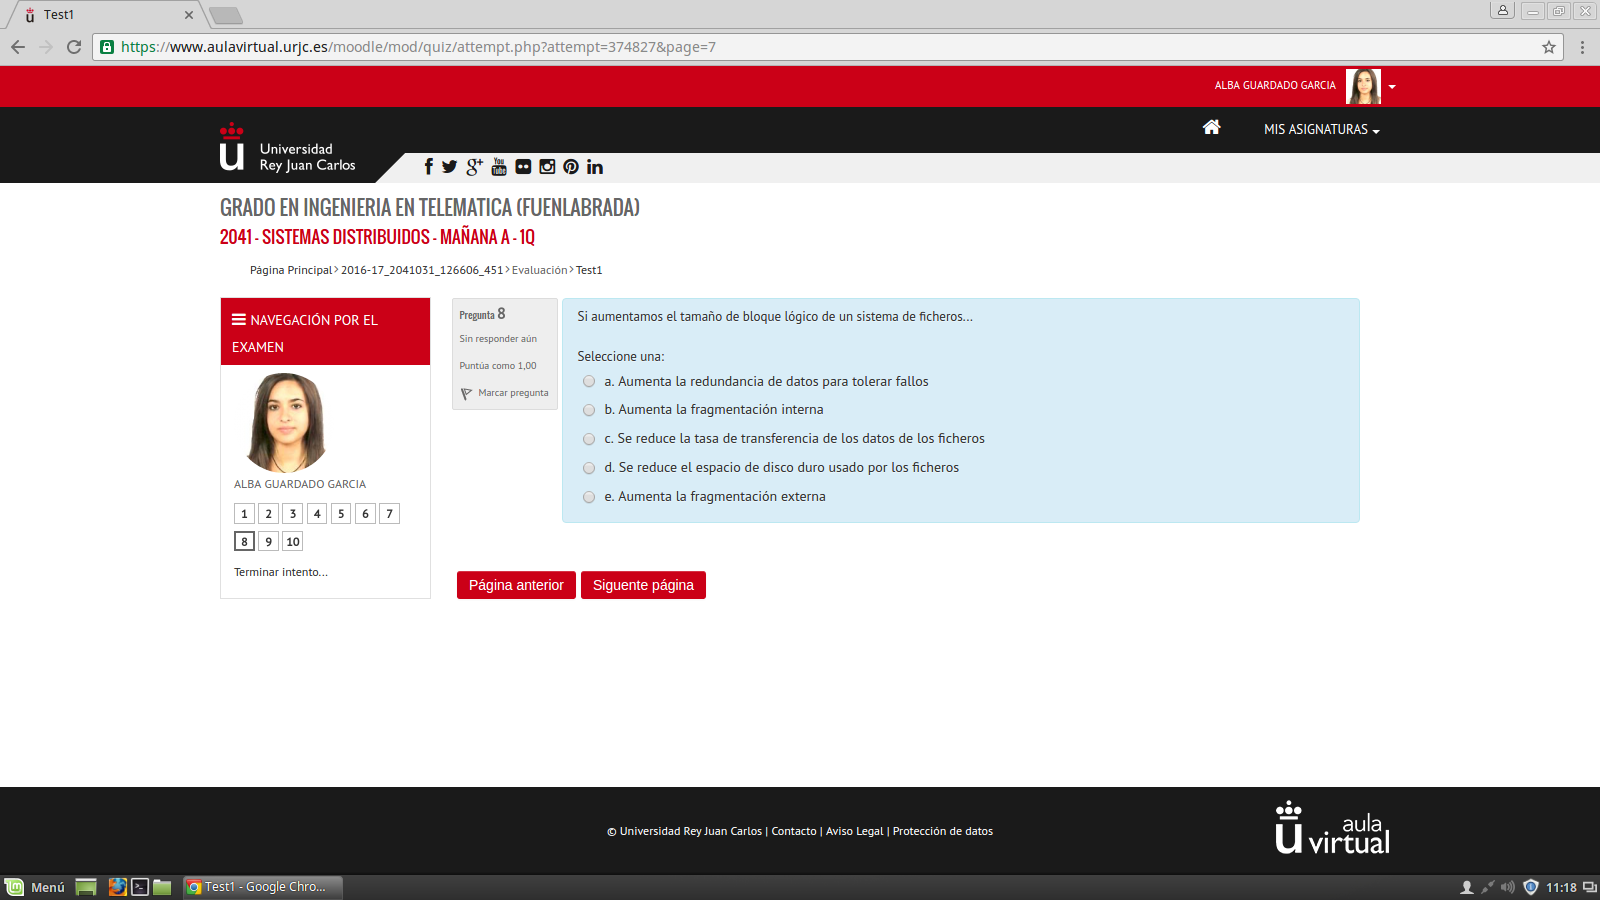 Test1
https://www.aulavirtual.urjc.es/moodle/mod/quiz/attempt.php?attempt=374827&page=7
ALBA GUARDADO GARCIA
MIS ASIGNATURAS
Universidad
Rey Juan Carlos
You
Tube
GRADO EN INGENIERIA EN TELEMATICA (FUENLABRADA)
2041 - SISTEMAS DISTRIBUIDOS - MAÑANA A - 1Q
Página Principal > 2016-17_2041031_126606_451 > Evaluación > Test1
NAVEGACIÓN POR EL
EXAMEN
ALBA GUARDADO GARCIA
1 2 3 4 5 6 7
8 9 10
Terminar intento...
Pregunta 8
Sin responder aún
Puntúa como 1,00
Marcar pregunta
Si aumentamos el tamaño de bloque lógico de un sistema de ficheros...
Seleccione una:
a. Aumenta la redundancia de datos para tolerar fallos
b. Aumenta la fragmentación interna
c. Se reduce la tasa de transferencia de los datos de los ficheros
d. Se reduce el espacio de disco duro usado por los ficheros
e. Aumenta la fragmentación externa
Página anterior Siguente página
© Universidad Rey Juan Carlos | Contacto | Aviso Legal | Protección de datos
aula
virtual
Menú
Test1 - Google Chro...
11:18